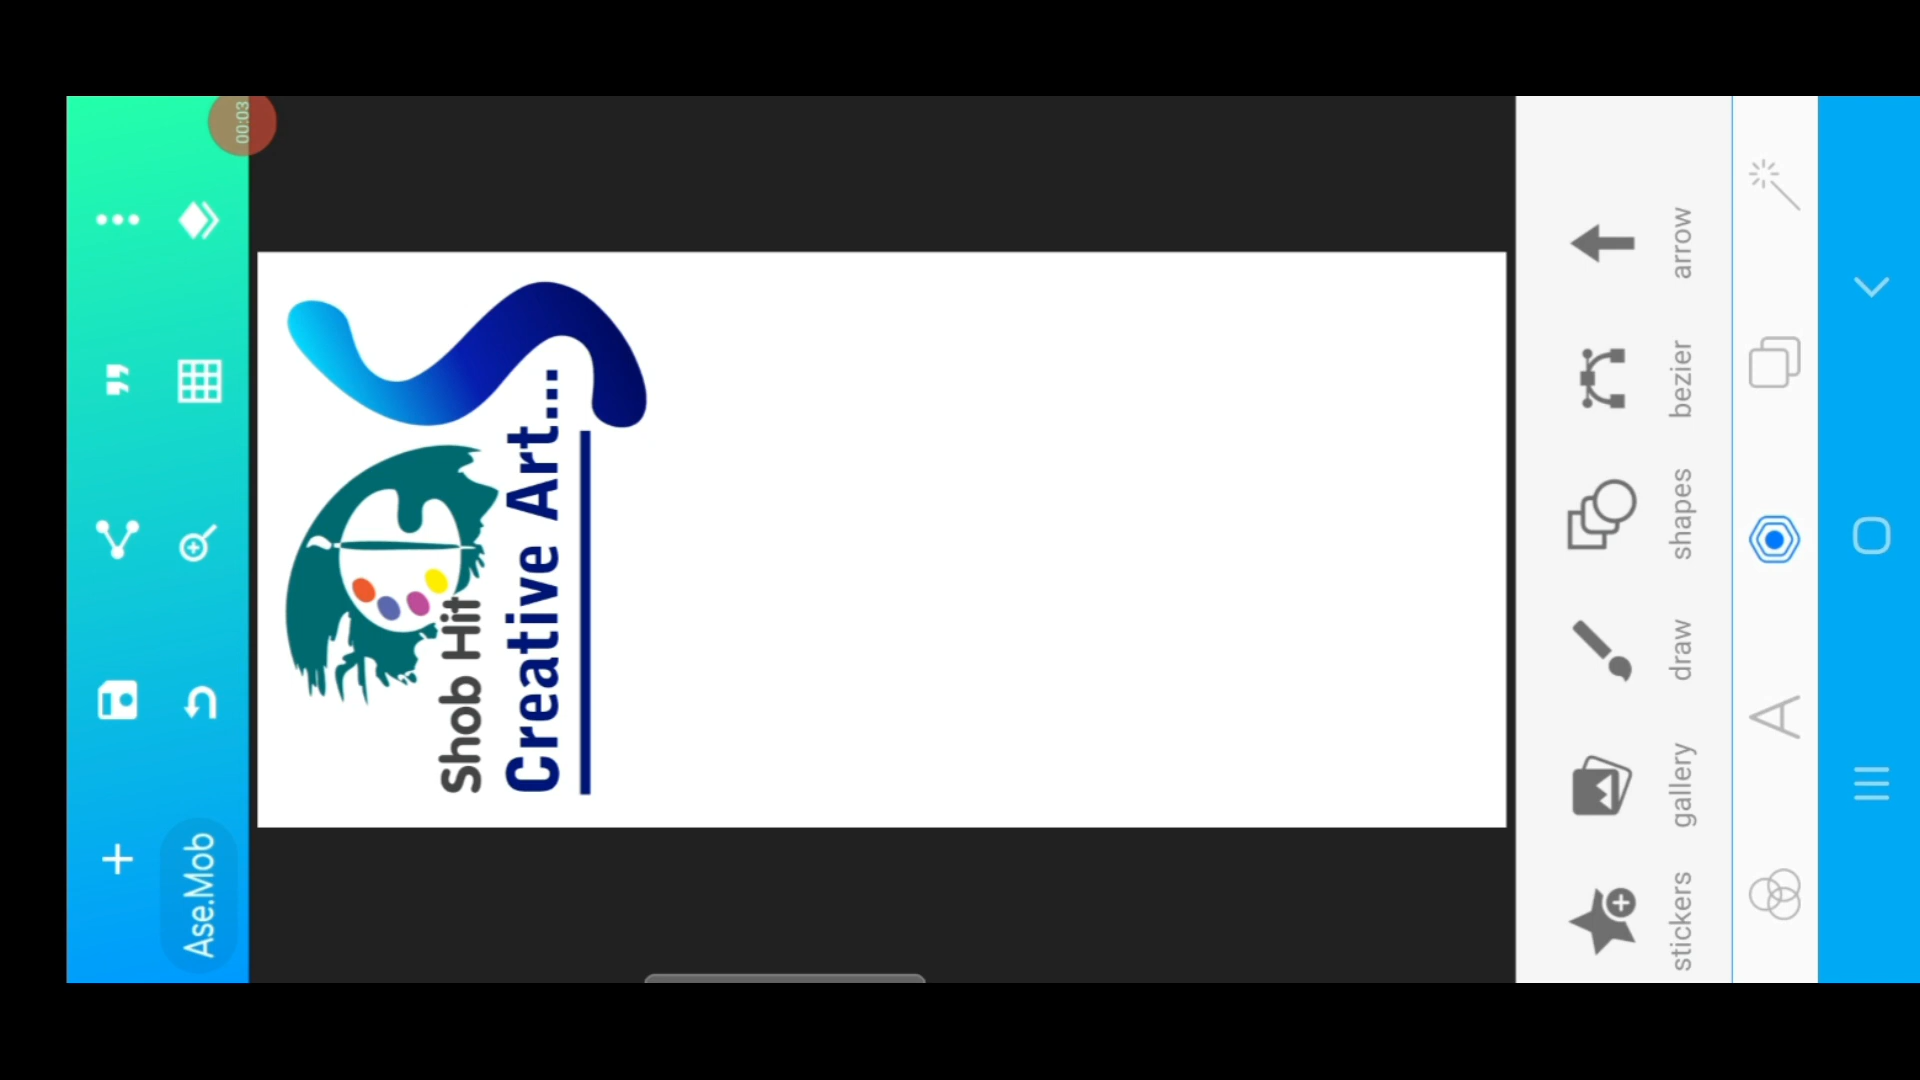 00:03
Ase.Mob
Shob Hit
Creative Art...
stickers
gallery
draw
shapes
bezier
arrow